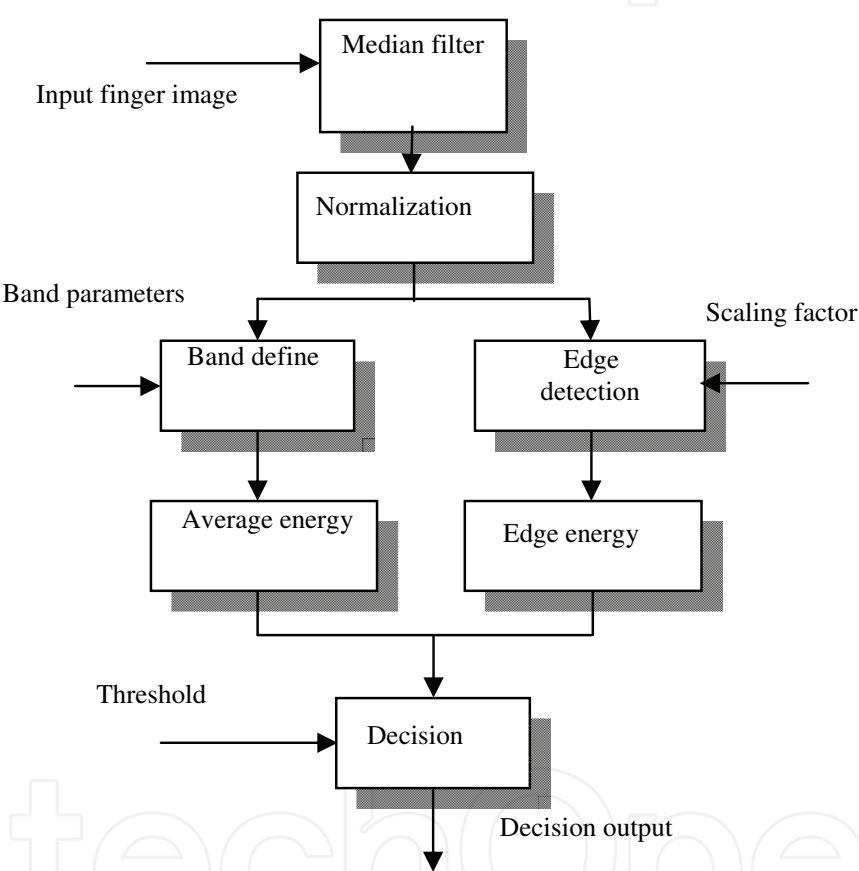 Median filter
Input finger image
Normalization
Band parameters
Scaling factor
Band define
Edge
detection
Average energy
Edge energy
Threshold
Decision
Decision output
techOpe